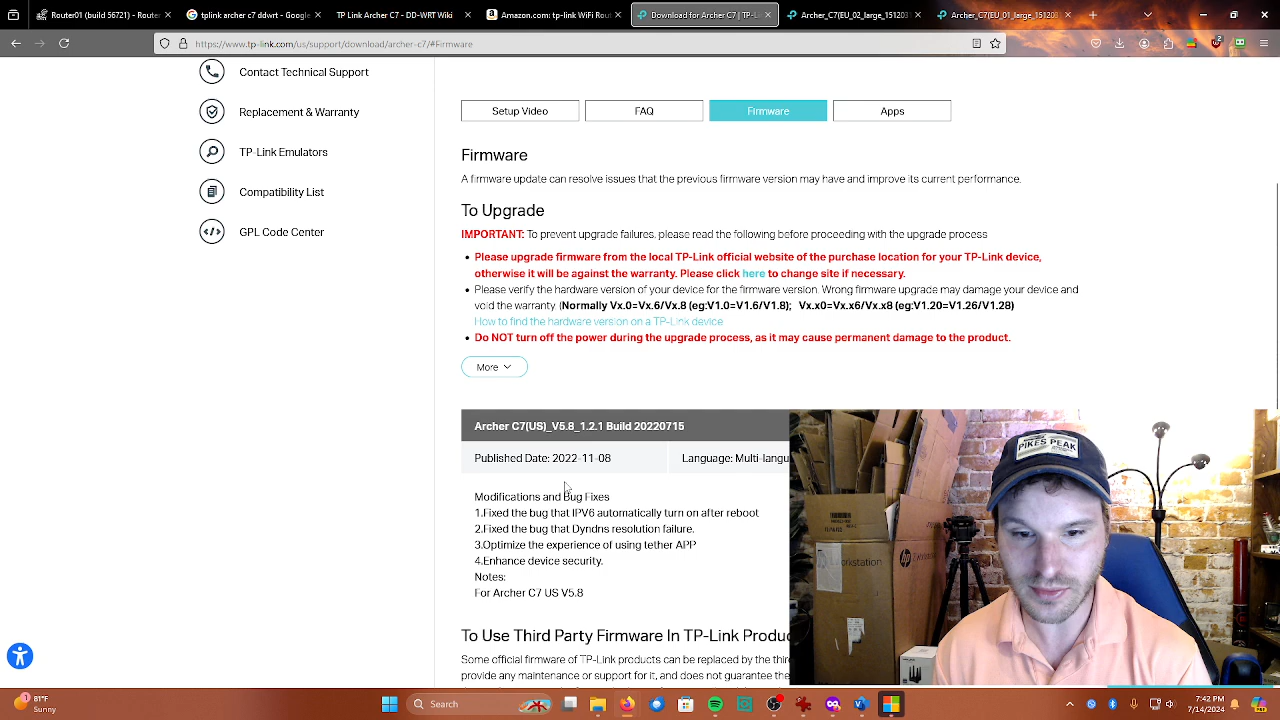 Router01 (build 5621) - Router
tplink archer c7 ddwrt - Google
TP Link Archer C7 - DD-WRT Wiki
Amazon.com: tp-link WiFi Rout
Download for Archer C7 | TP-Li
Archer_C7(EU_02_large_151203
Archer_C7(EU_01_large_151203
https://www.tp-link.com/us/support/download/archer-c7/#Firmware
Contact Technical Support
Replacement & Warranty
TP-Link Emulators
Compatibility List
GPL Code Center
Setup Video
FAQ
Firmware
Apps
Firmware
A firmware update can resolve issues that the previous firmware version may have and improve its current performance.
To Upgrade
IMPORTANT: To prevent upgrade failures, please read the following before proceeding with the upgrade process
• Please upgrade firmware from the local TP-Link official website of the purchase location for your TP-Link device,
otherwise it will be against the warranty. Please click here to change site if necessary.
• Please verify the hardware version of your device for the firmware version. Wrong firmware upgrade may damage your device and
void the warranty. (Normally Vx.0=Vx.6/Vx.8 (eg:V1.0=V1.6/V1.8); Vx.x0=Vx.x6/Vx.x8 (eg:V1.20=V1.26/V1.28)
How to find the hardware version on a TP-Link device
• Do NOT turn off the power during the upgrade process, as it may cause permanent damage to the product.
More
Archer C7(US)_V5.8_1.2.1 Build 20220715
Published Date: 2022-11-08
Language: Multi-langu
Modifications and Bug Fixes
1.Fixed the bug that IPV6 automatically turn on after reboot
2.Fixed the bug that Dyndns resolution failure.
3.Optimize the experience of using tether APP
4.Enhance device security.
Notes:
For Archer C7 US V5.8
To Use Third Party Firmware In TP-Link Produc
Some official firmware of TP-Link products can be replaced by the thir
provide any maintenance or support for it, and does not guarantee the
PIKES PEAK
hp
workstation
81°F
Sunny
Search
7:42 PM
7/14/2024